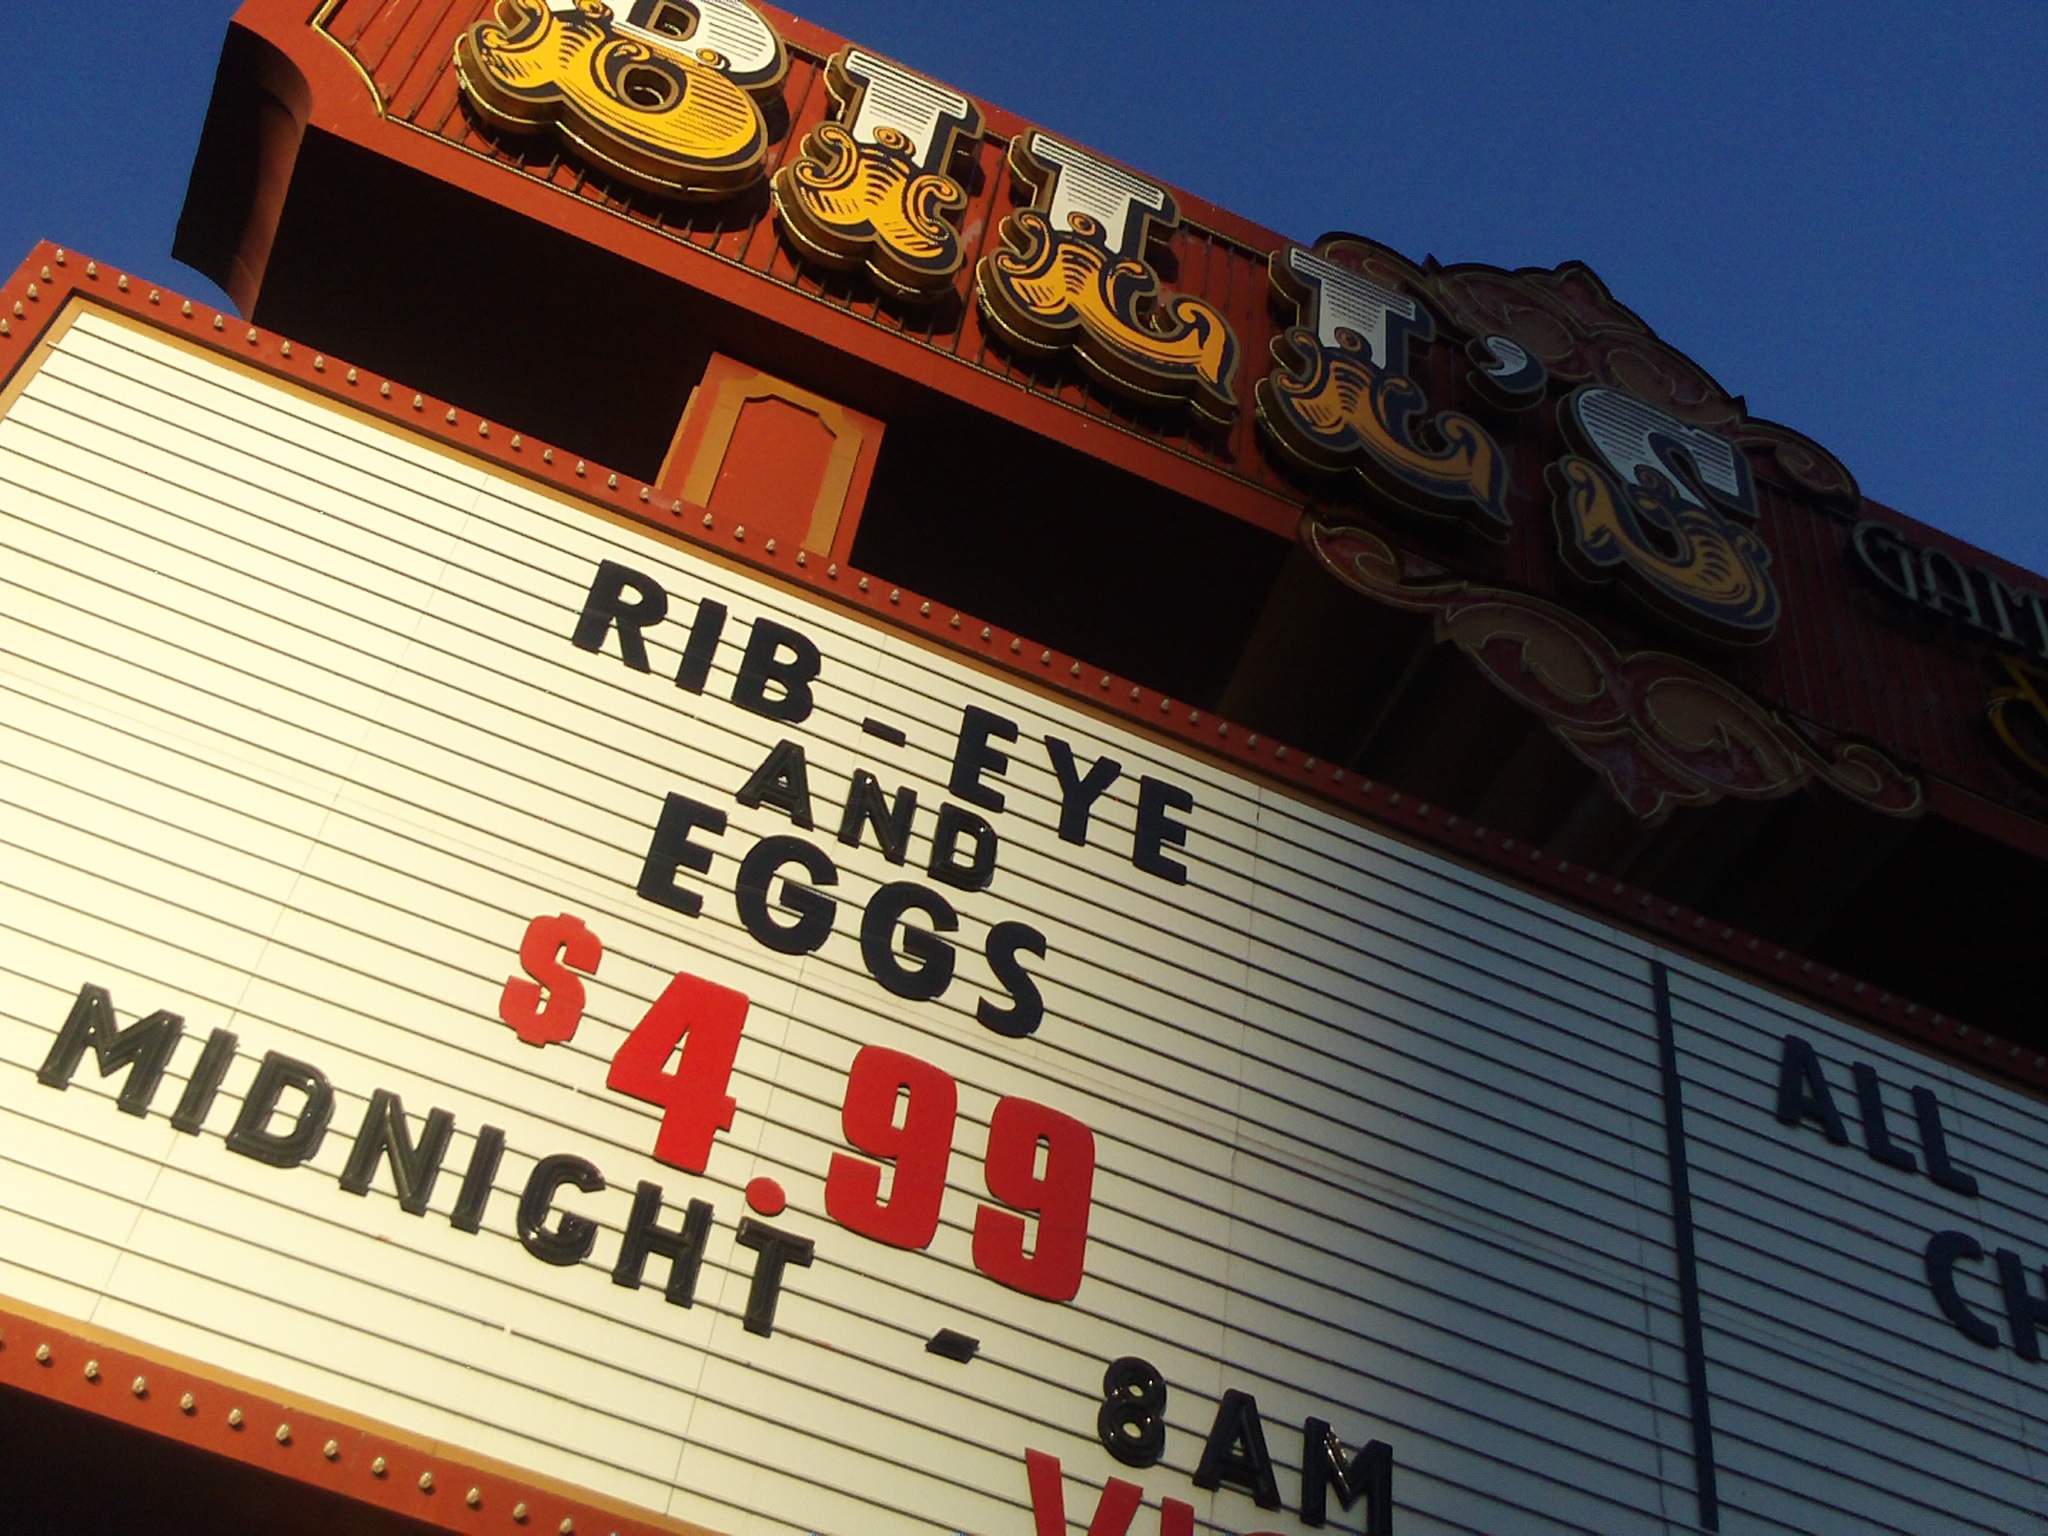 BILL'S
RIB-EYE
AND
EGGS
$4.99
MIDNIGHT - 8AM
ALL